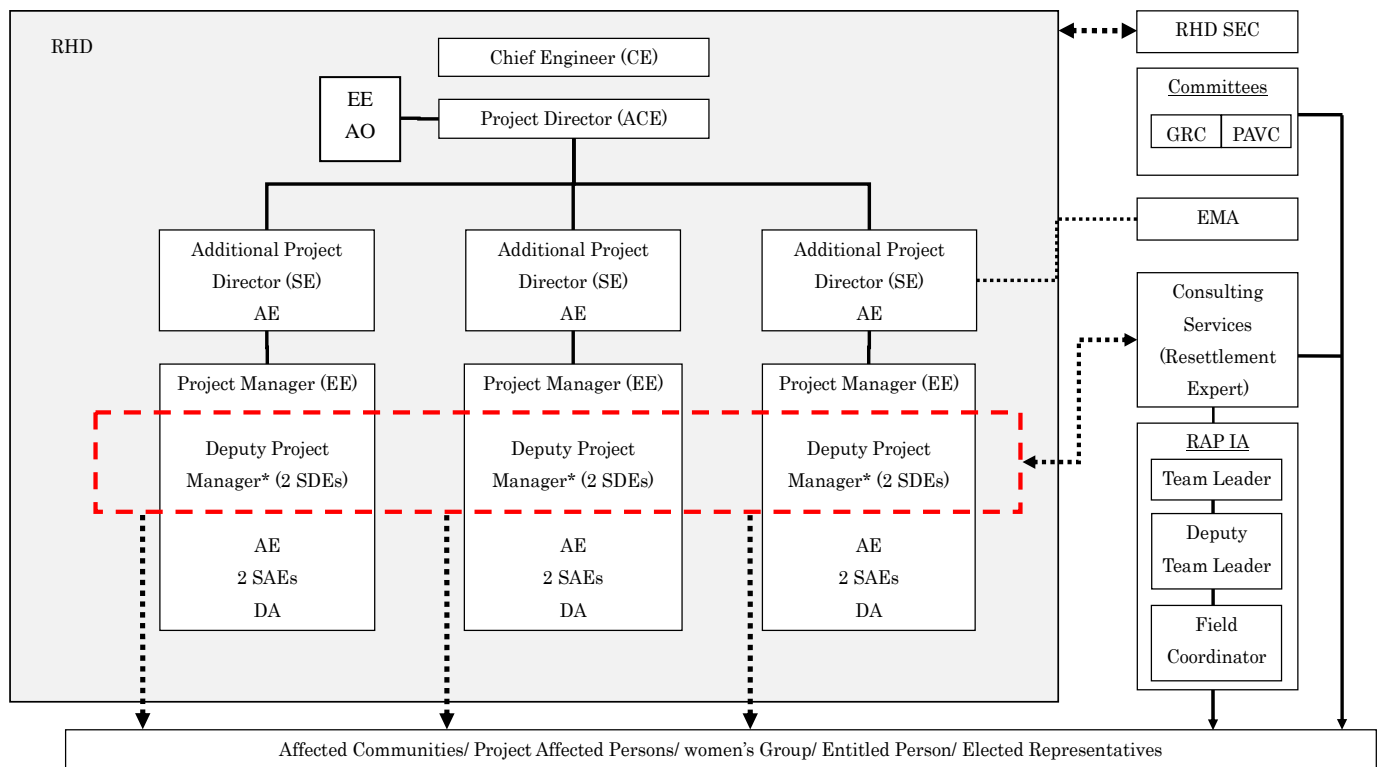 RHD
Chief Engineer (CE)
EE
AO
Project Director (ACE)
Additional Project
Director (SE)
AE
Additional Project
Director (SE)
AE
Additional Project
Director (SE)
AE
Project Manager (EE)
Deputy Project
Manager* (2 SDEs)
AE
2 SAEs
DA
Project Manager (EE)
Deputy Project
Manager* (2 SDEs)
AE
2 SAEs
DA
Project Manager (EE)
Deputy Project
Manager* (2 SDEs)
AE
2 SAEs
DA
RHD SEC
Committees
GRC PAVC
EMA
Consulting
Services
(Resettlement
Expert)
RAP IA
Team Leader
Deputy
Team Leader
Field
Coordinator
Affected Communities/ Project Affected Persons/ women's Group/ Entitled Person/ Elected Representatives